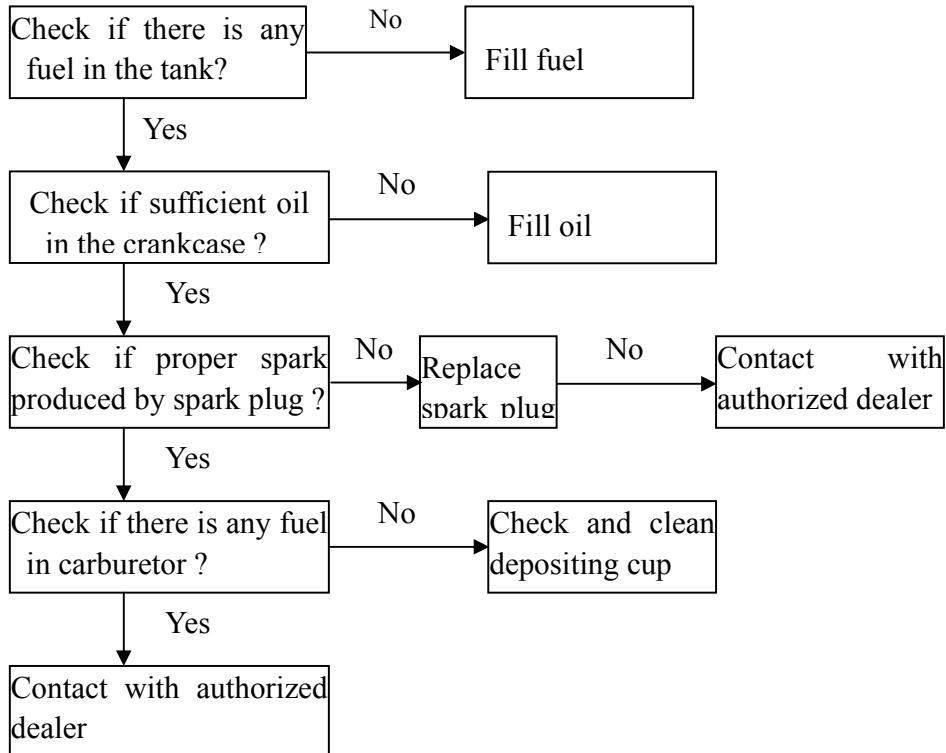 Check if there is any
fuel in the tank?
No
Fill fuel
Yes
Check if sufficient oil
in the crankcase ?
No
Fill oil
Yes
Check if proper spark
produced by spark plug ?
No
Replace
spark plug
No
Contact with
authorized dealer
Yes
Check if there is any fuel
in carburetor ?
No
Check and clean
depositing cup
Yes
Contact with authorized
dealer